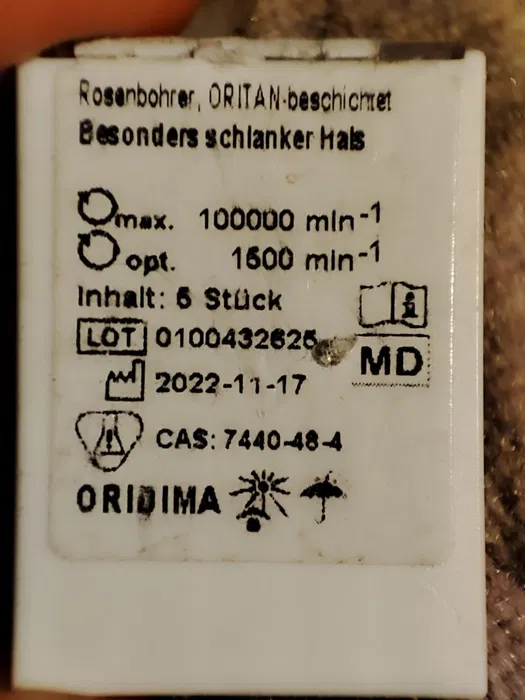 Rosenbohrer, ORITAN-beschichtet
Besonders schlanker Hals
max. 100000 min-1
opt. 1500 min-1
Inhalt: 5 Stück
LOT 0100432625
2022-11-17
MD
CAS: 7440-48-4
ORIDIMA